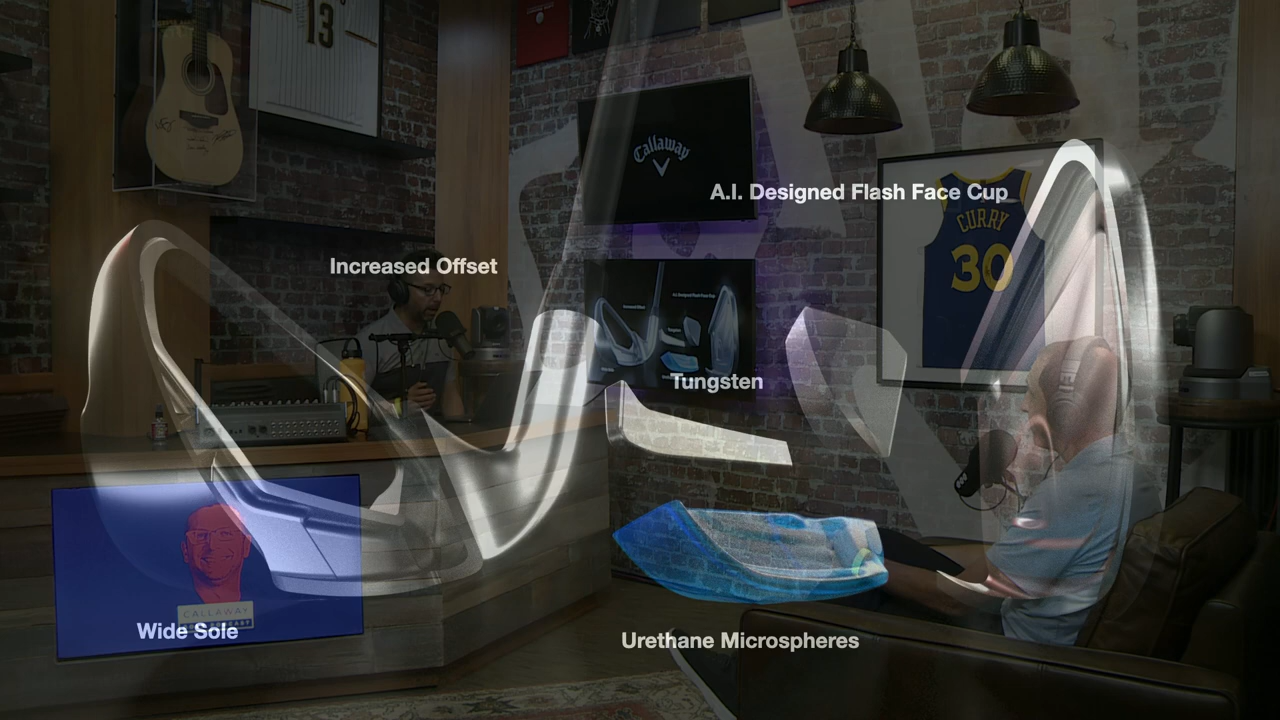 13
Callaway
A.I. Designed Flash Face Cup
CURRY
30
Increased Offset
Tungsten
CALLAWAY
Wide Sole
Urethane Microspheres